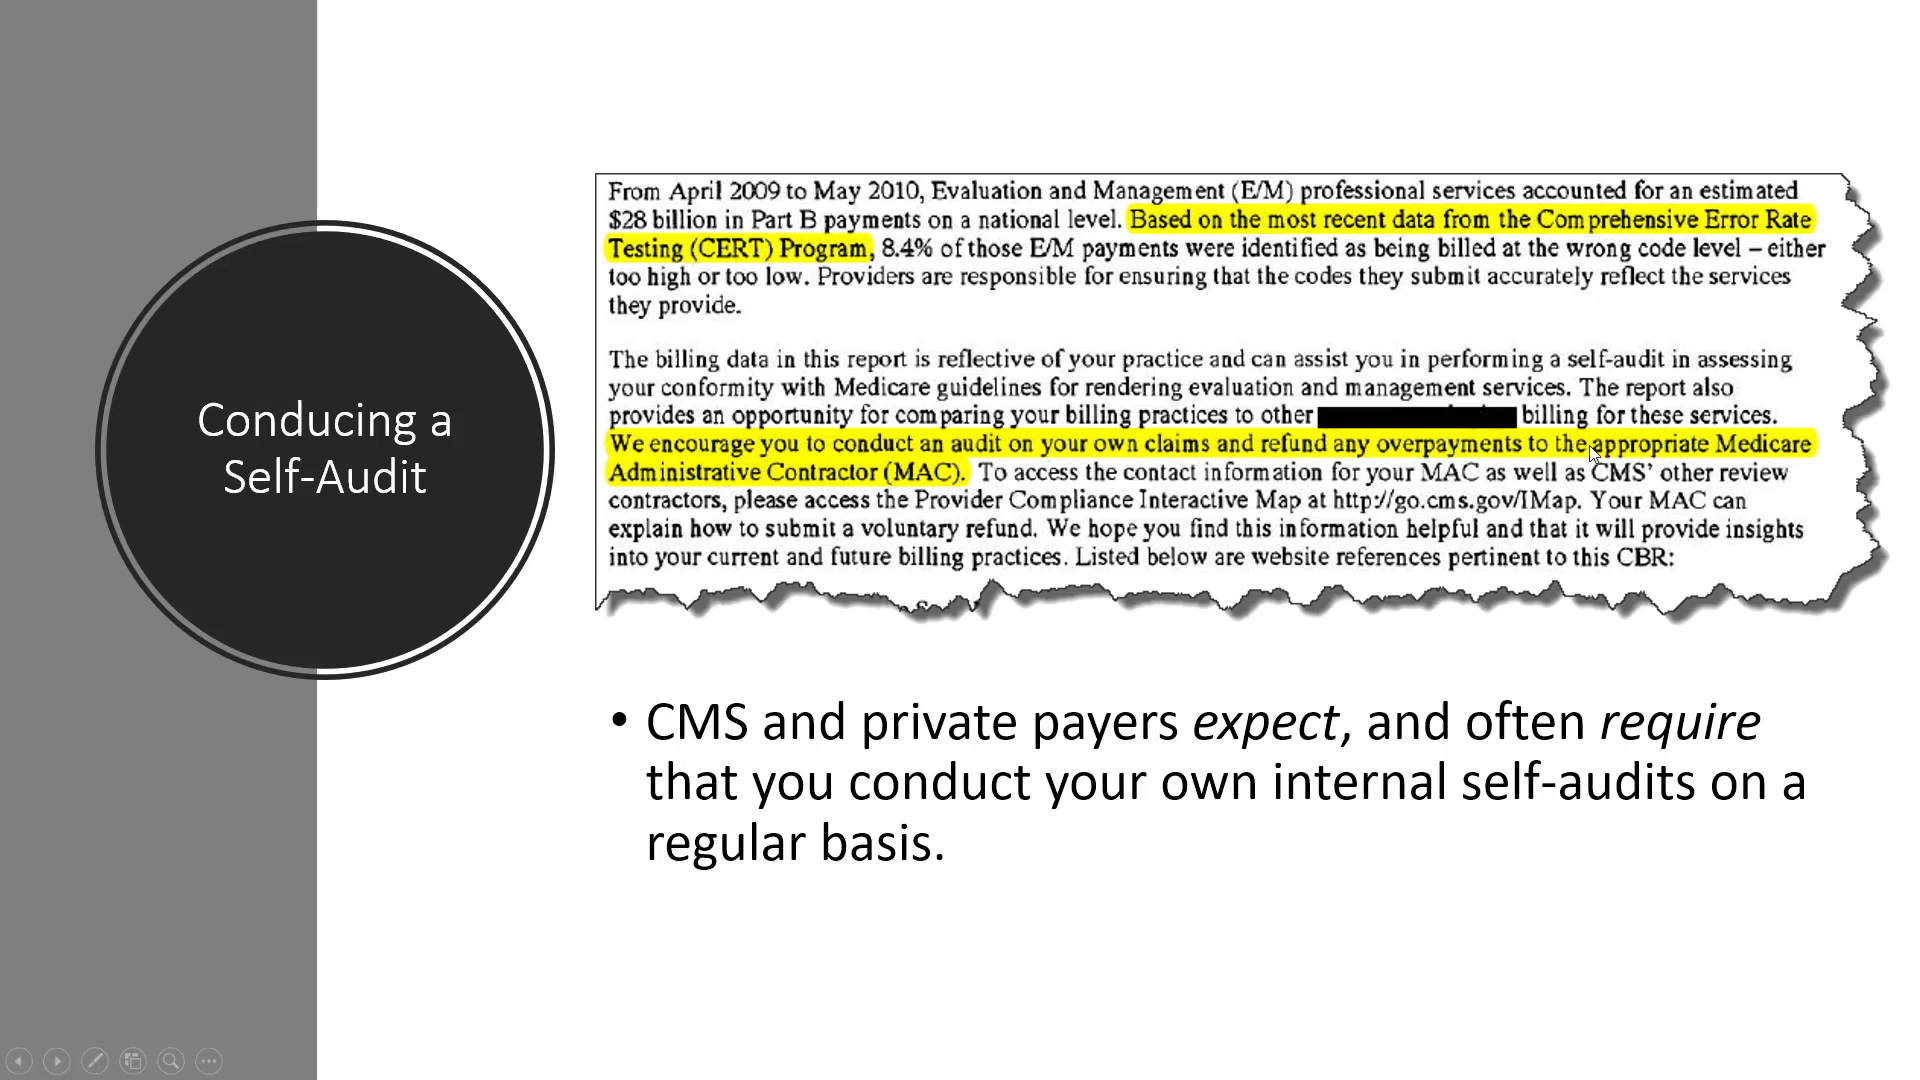 Conducing a
Self-Audit
From April 2009 to May 2010, Evaluation and Management (E/M) professional services accounted for an estimated
$28 billion in Part B payments on a national level. Based on the most recent data from the Comprehensive Error Rate
Testing (CERT) Program, 8.4% of those E/M payments were identified as being billed at the wrong code level – either
too high or too low. Providers are responsible for ensuring that the codes they submit accurately reflect the services
they provide.
The billing data in this report is reflective of your practice and can assist you in performing a self-audit in assessing
your conformity with Medicare guidelines for rendering evaluation and management services. The report also
provides an opportunity for comparing your billing practices to other billing for these services.
We encourage you to conduct an audit on your own claims and refund any overpayments to the appropriate Medicare
Administrative Contractor (MAC). To access the contact information for your MAC as well as CMS' other review
contractors, please access the Provider Compliance Interactive Map at http://go.cms.gov/IMap. Your MAC can
explain how to submit a voluntary refund. We hope you find this information helpful and that it will provide insights
into your current and future billing practices. Listed below are website references pertinent to this CBR:
• CMS and private payers expect, and often require
that you conduct your own internal self-audits on a
regular basis.